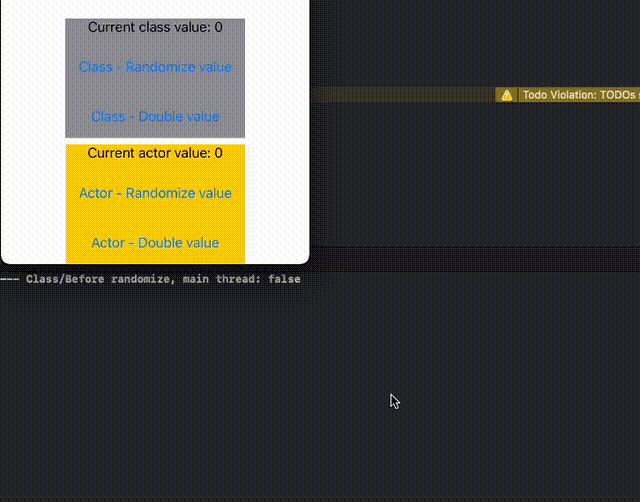 Current class value: 0
Class - Randomize value
Class - Double value
Current actor value: 0
Actor - Randomize value
Actor - Double value
Todo Violation: TODOs
--- Class/Before randomize, main thread: false